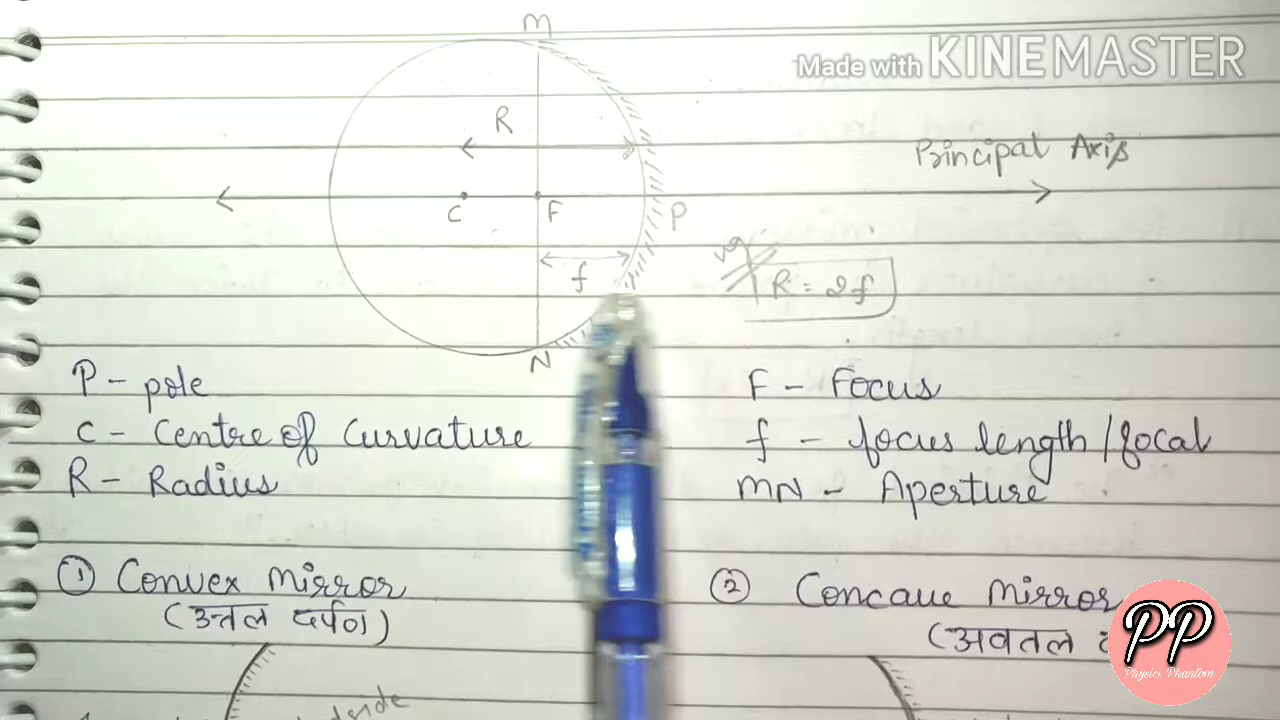 M
Made with KINEMASTER
R
Principal Axis
C F P
f
R = 2f
N
P - pole
F - Focus
C - Centre of Curvature
f - focus length / focal
R - Radius
MN - Aperture
① Convex Mirror
② Concave Mirror
(उत्तल दर्पण)
(अवतल
PP
Physics Phantom